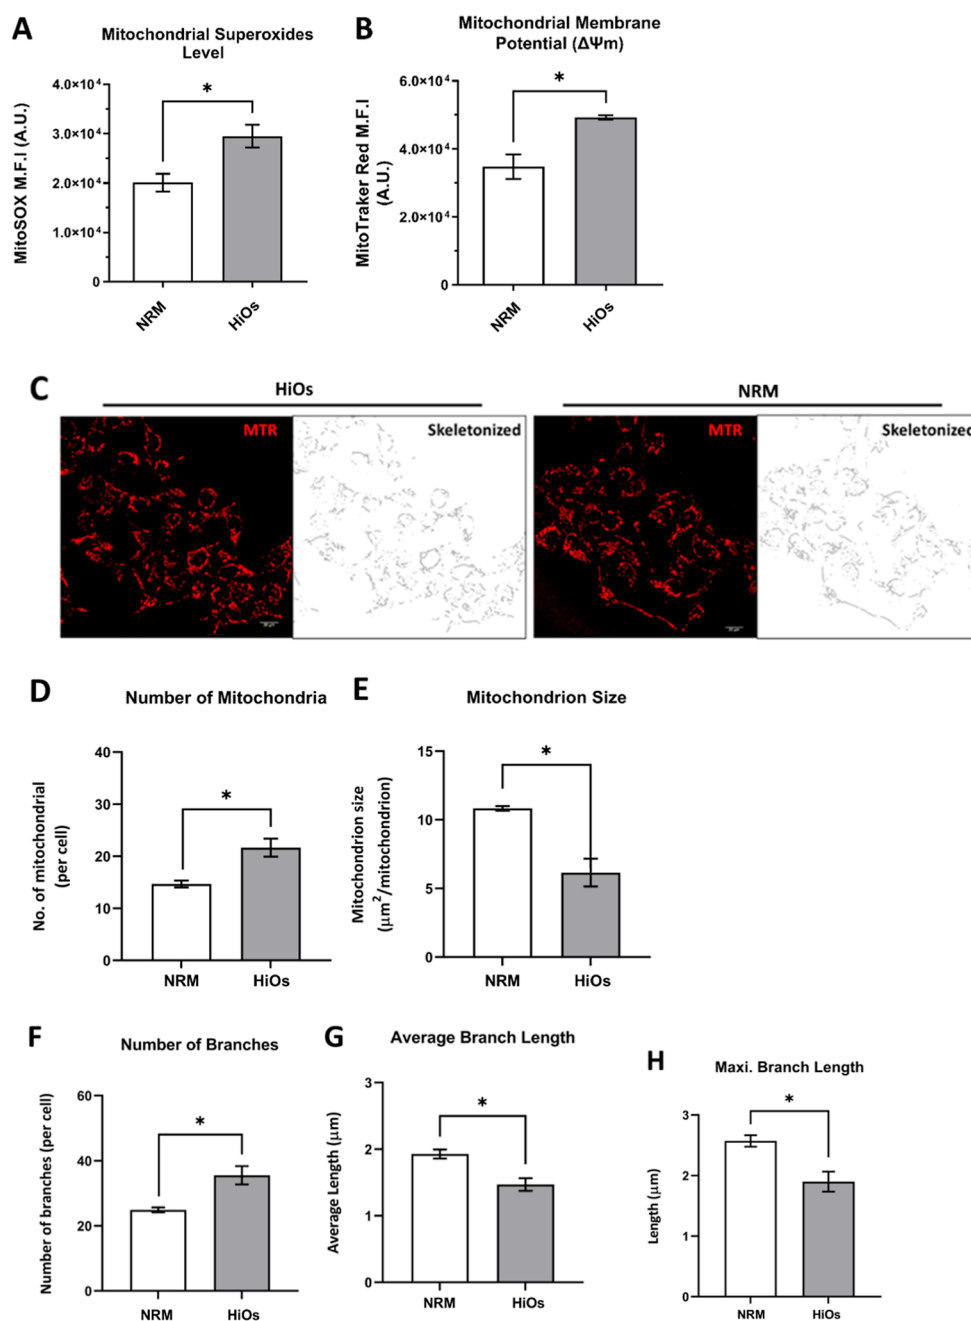 A
Mitochondrial Superoxides
Level
MitoSOX M.F.I (A.U.)
4.0×10⁴
3.0×10⁴
2.0×10⁴
1.0×10⁴
0
*
NRM
HiOs
B
Mitochondrial Membrane
Potential (ΔΨm)
MitoTraker Red M.F.I
(A.U.)
6.0×10⁴
4.0×10⁴
2.0×10⁴
0
*
NRM
HiOs
C
HiOs
NRM
MTR
Skeletonized
MTR
Skeletonized
D
Number of Mitochondria
No. of mitochondrial
(per cell)
40
30
20
10
0
*
NRM
HiOs
E
Mitochondrion Size
Mitochondrion size
(μm²/mitochondrion)
15
10
5
0
*
NRM
HiOs
F
Number of Branches
Number of branches (per cell)
60
40
20
0
*
NRM
HiOs
G
Average Branch Length
Average Length (μm)
3
2
1
0
*
NRM
HiOs
H
Maxi. Branch Length
Length (μm)
3
2
1
0
*
NRM
HiOs